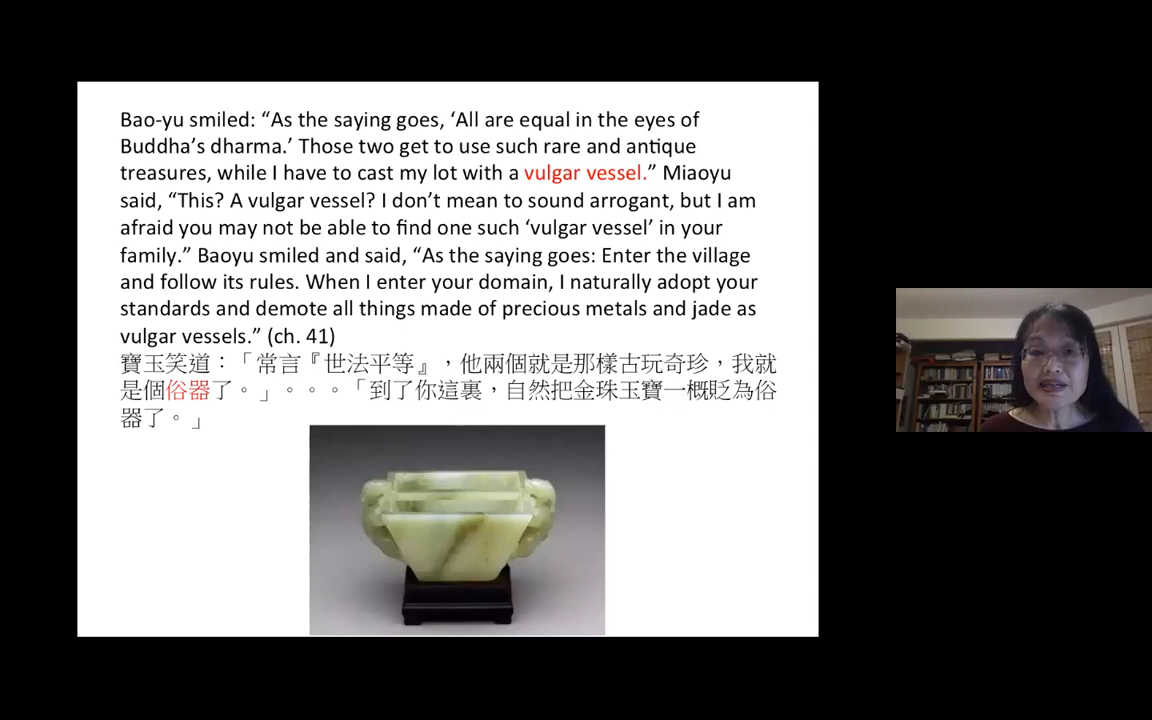 Bao-yu smiled: “As the saying goes, ‘All are equal in the eyes of
Buddha’s dharma.’ Those two get to use such rare and antique
treasures, while I have to cast my lot with a vulgar vessel.” Miaoyu
said, “This? A vulgar vessel? I don’t mean to sound arrogant, but I am
afraid you may not be able to find one such ‘vulgar vessel’ in your
family.” Baoyu smiled and said, “As the saying goes: Enter the village
and follow its rules. When I enter your domain, I naturally adopt your
standards and demote all things made of precious metals and jade as
vulgar vessels.” (ch. 41)
寶玉笑道：「常言『世法平等』，他兩個就是那樣古玩奇珍，我就
是個俗器了。」。。。「到了你這裏，自然把金珠玉寶一概貶為俗
器了。」